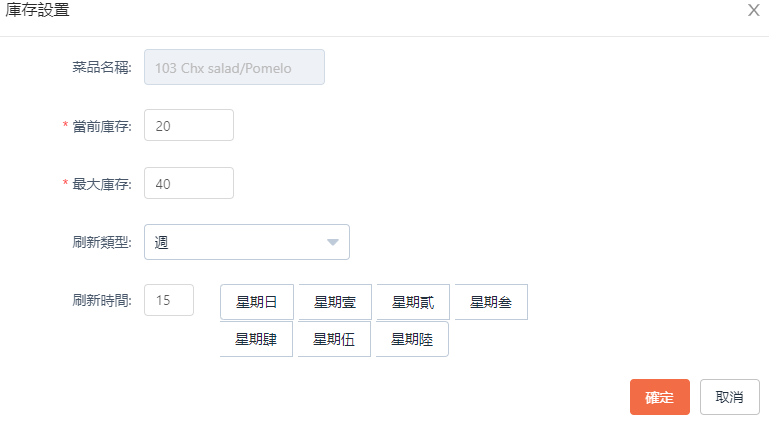 庫存設置 X
菜品名稱: 103 Chx salad/Pomelo
* 當前庫存: 20
* 最大庫存: 40
刷新類型: 週
刷新時間: 15 星期日 星期壹 星期貳 星期叁
星期肆 星期伍 星期陸
確定 取消